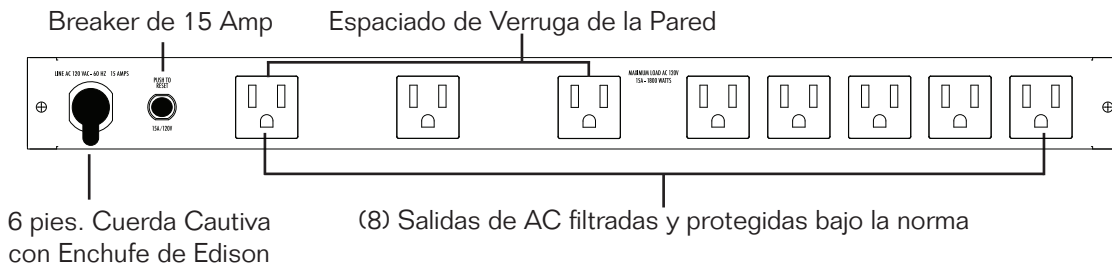 Breaker de 15 Amp
Espaciado de Verruga de la Pared
LINE AC 120 VAC - 60 HZ 15 AMPS
PUSH TO
RESET
15A/120V
MAXIMUM LOAD AC 120V
15A - 1800 WATTS
6 pies. Cuerda Cautiva
con Enchufe de Edison
(8) Salidas de AC filtradas y protegidas bajo la norma